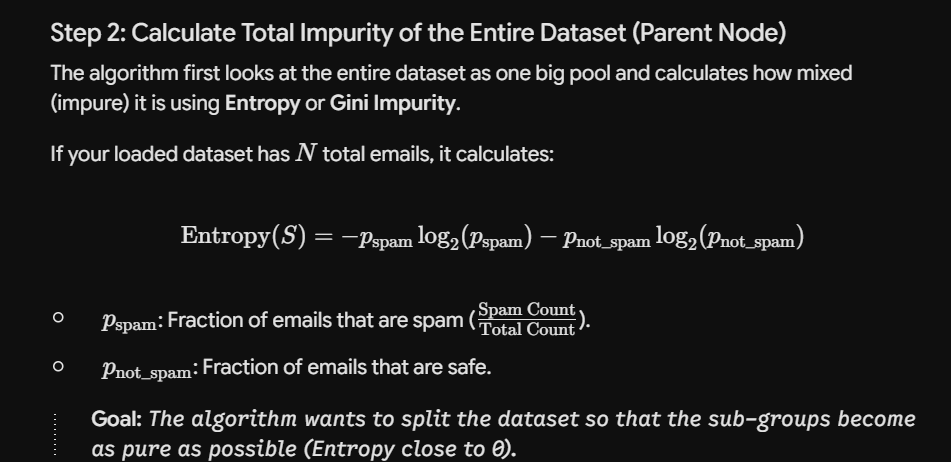 Step 2: Calculate Total Impurity of the Entire Dataset (Parent Node)
The algorithm first looks at the entire dataset as one big pool and calculates how mixed
(impure) it is using Entropy or Gini Impurity.
If your loaded dataset has N total emails, it calculates:
Entropy(S) = −p_spam log₂(p_spam) − p_not_spam log₂(p_not_spam)
p_spam: Fraction of emails that are spam (Spam Count/Total Count).
p_not_spam: Fraction of emails that are safe.
Goal: The algorithm wants to split the dataset so that the sub-groups become
as pure as possible (Entropy close to 0).